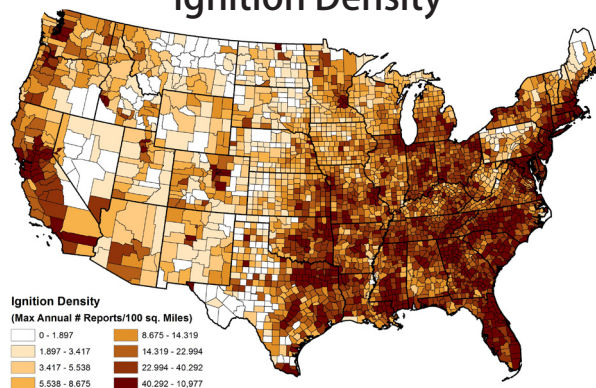 Ignition Density
Ignition Density
(Max Annual # Reports/100 sq. Miles)
0 - 1.897
1.897 - 3.417
3.417 - 5.538
5.538 - 8.675
8.675 - 14.319
14.319 - 22.994
22.994 - 40.292
40.292 - 10,977